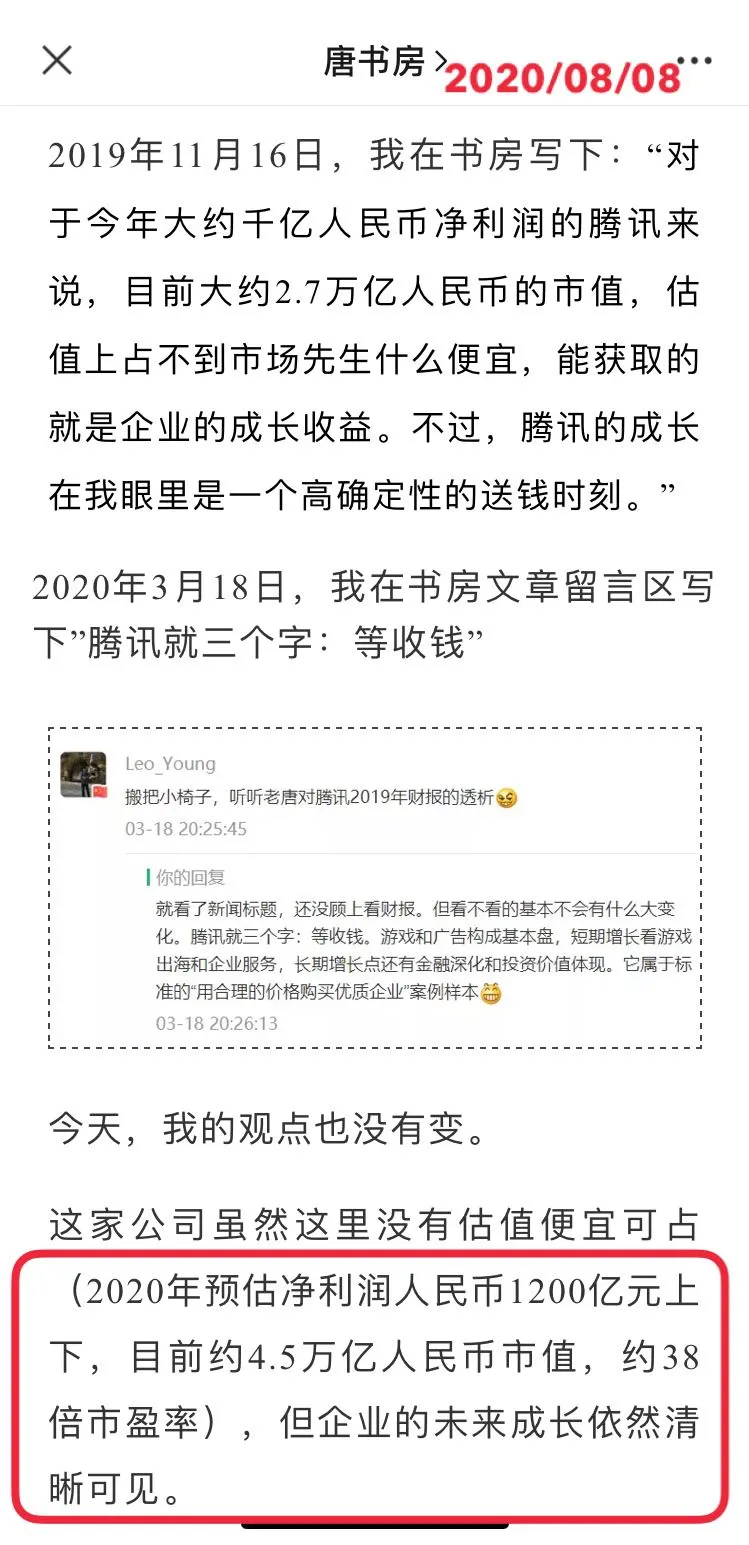 唐书房
2020/08/08
2019年11月16日，我在书房写下：“对
于今年大约千亿人民币净利润的腾讯来
说，目前大约2.7万亿人民币的市值，估
值上占不到市场先生什么便宜，能获取的
就是企业的成长收益。不过，腾讯的成长
在我眼里是一个高确定性的送钱时刻。”
2020年3月18日，我在书房文章留言区写
下”腾讯就三个字：等收钱”
Leo_Young
搬把小椅子，听听老唐对腾讯2019年财报的透析😝
03-18 20:25:45
你的回复
就看了新闻标题，还没顾上看财报。但看不看的基本不会有什么大变
化。腾讯就三个字：等收钱。游戏和广告构成基本盘，短期增长看游戏
出海和企业服务，长期增长点还有金融深化和投资价值体现。它属于标
准的“用合理的价格购买优质企业”案例样本😁
03-18 20:26:13
今天，我的观点也没有变。
这家公司虽然这里没有估值便宜可占
（2020年预估净利润人民币1200亿元上
下，目前约4.5万亿人民币市值，约38
倍市盈率），但企业的未来成长依然清
晰可见。